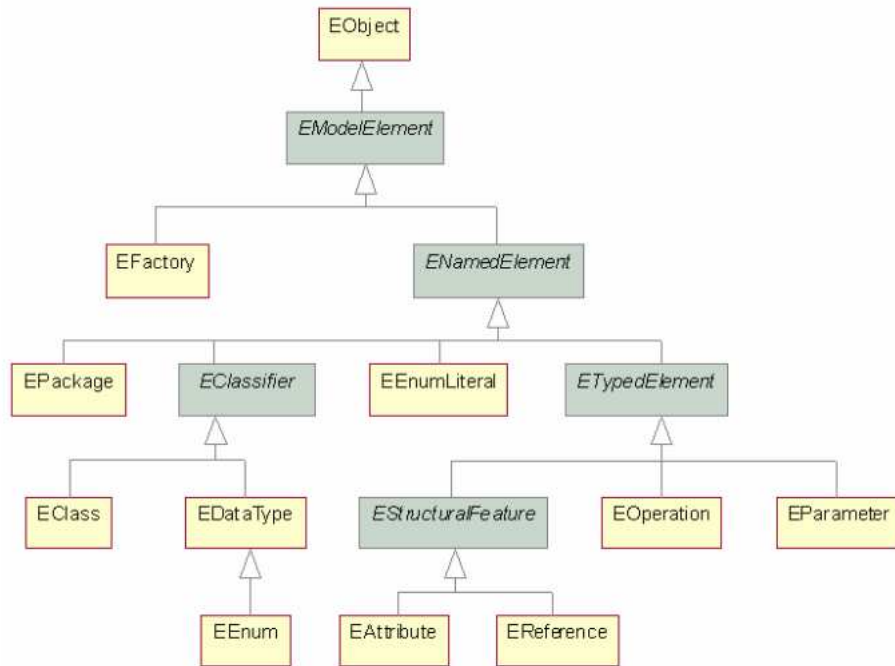 EObject
EModelElement
EFactory
ENamedElement
EPackage
EClassifier
EEnumLiteral
ETypedElement
EClass
EDataType
EStructuralFeature
EOperation
EParameter
EEnum
EAttribute
EReference